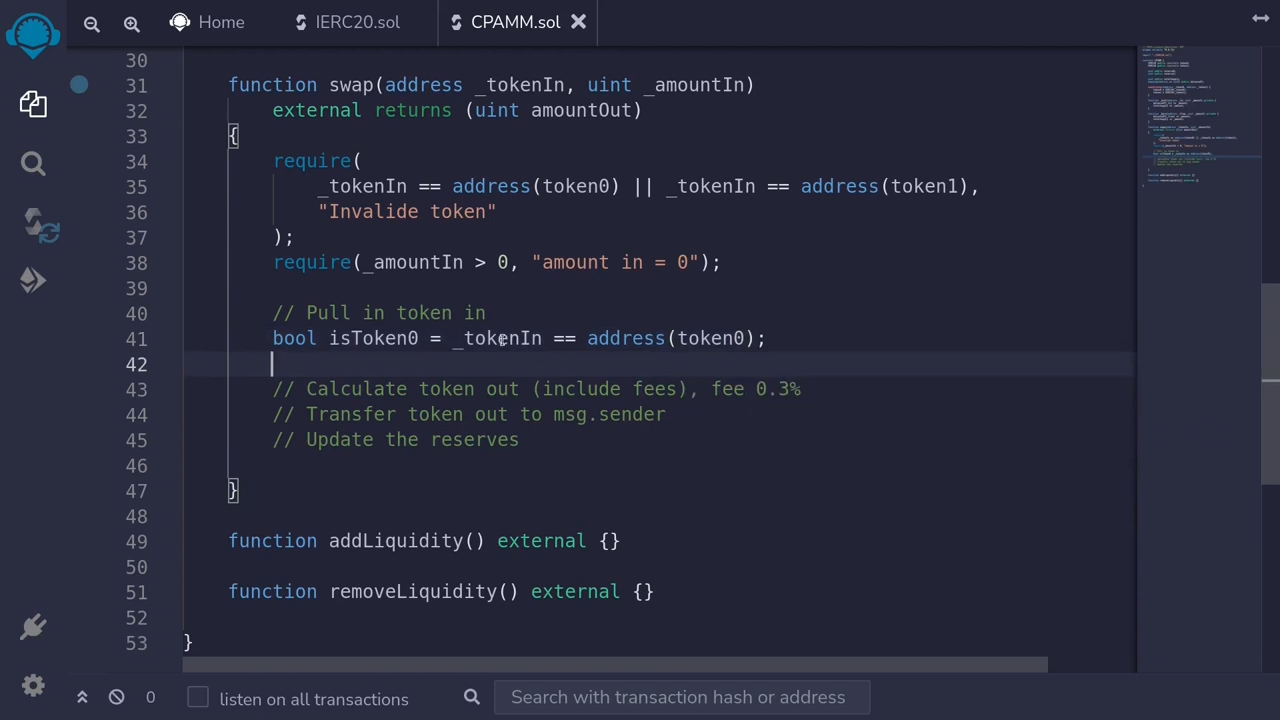 Home
IERC20.sol
CPAMM.sol
30
31 function swap(address _tokenIn, uint _amountIn)
32 external returns (uint amountOut)
33 {
34 require(
35 _tokenIn == address(token0) || _tokenIn == address(token1),
36 "Invalide token"
37 );
38 require(_amountIn > 0, "amount in = 0");
39
40 // Pull in token in
41 bool isToken0 = _tokenIn == address(token0);
42
43 // Calculate token out (include fees), fee 0.3%
44 // Transfer token out to msg.sender
45 // Update the reserves
46
47 }
48
49 function addLiquidity() external {}
50
51 function removeLiquidity() external {}
52
53 }
0
listen on all transactions
Search with transaction hash or address